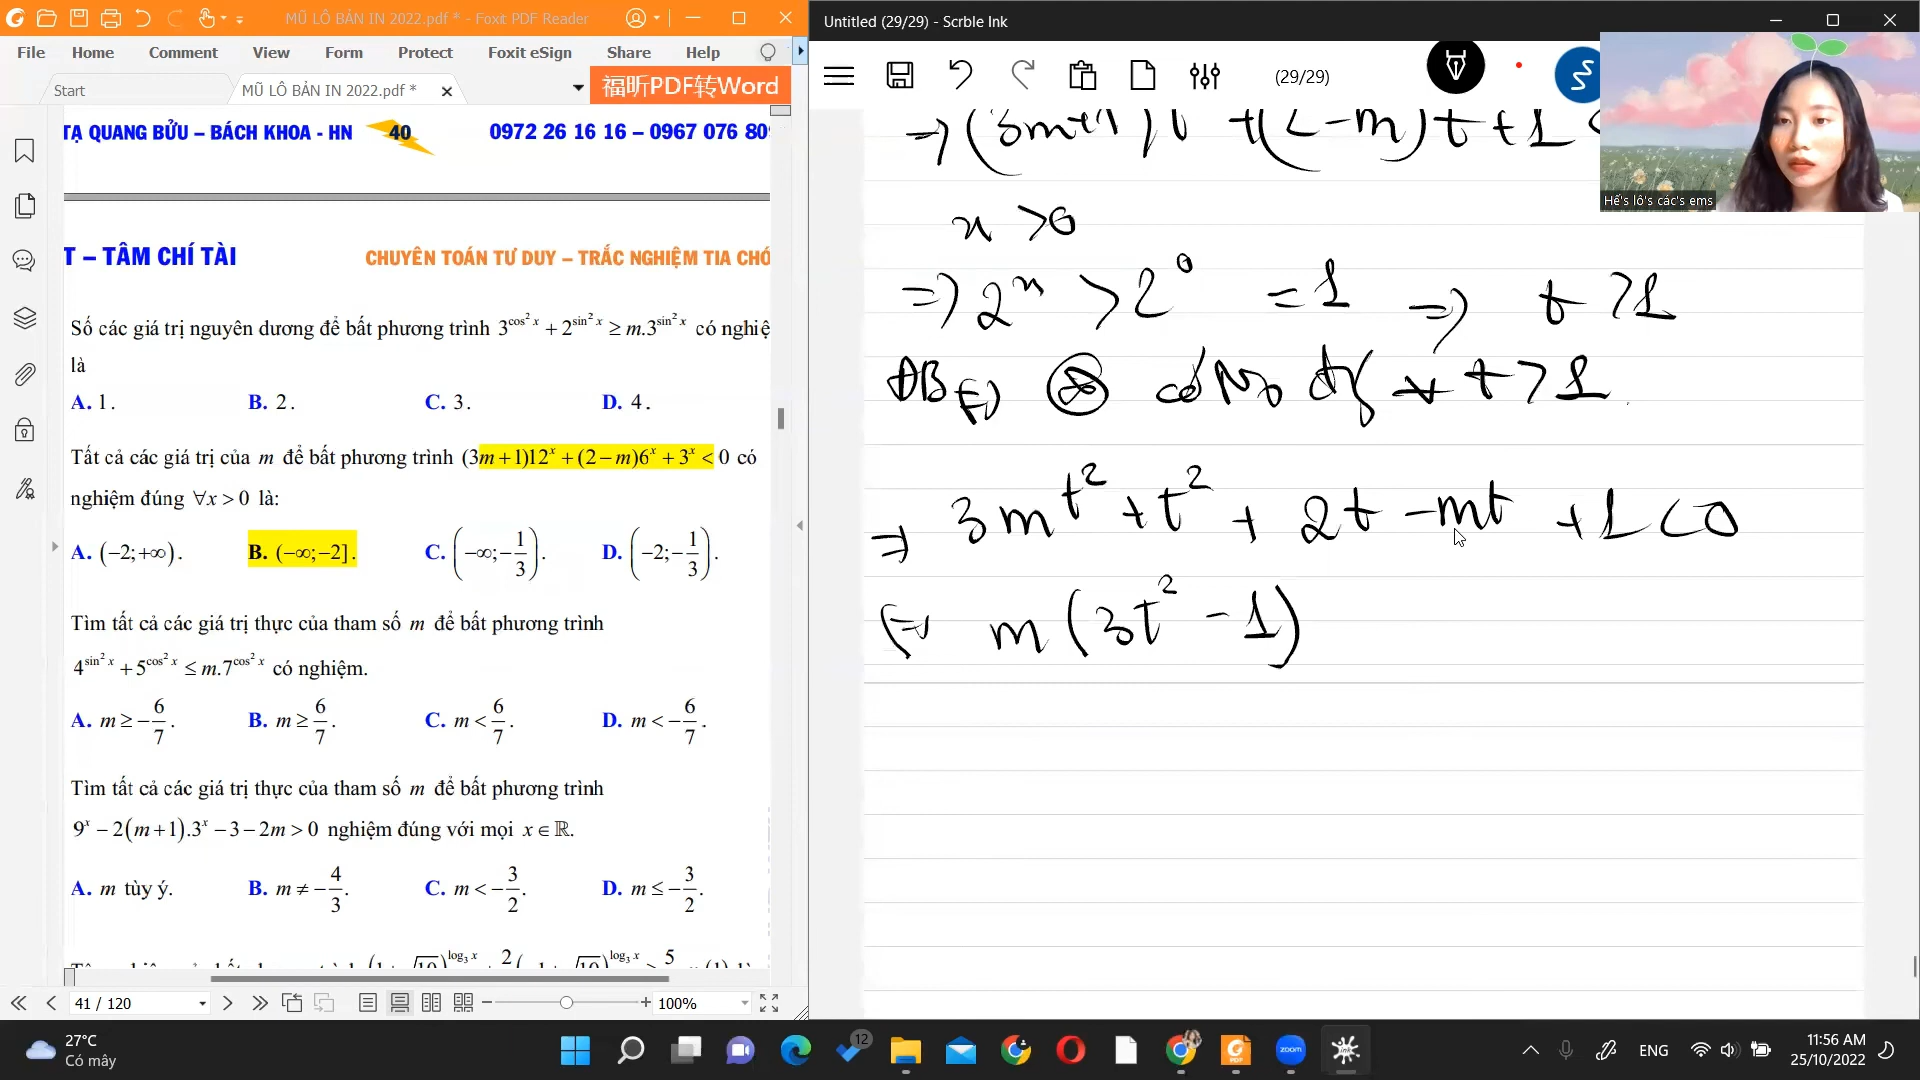 MŨ LÔ BẢN IN 2022.pdf * - Foxit PDF Reader
File Home Comment View Form Protect Foxit eSign Share Help
Start MŨ LÔ BẢN IN 2022.pdf * 福昕PDF转Word
TẠ QUANG BỬU – BÁCH KHOA - HN 40 0972 26 16 16 – 0967 076 80
T – TÂM CHÍ TÀI CHUYÊN TOÁN TƯ DUY – TRẮC NGHIỆM TIA CHỚ
Số các giá trị nguyên dương để bất phương trình 3^{cos² x} + 2^{sin² x} ≥ m.3^{sin² x} có nghiệ
là
A. 1. B. 2. C. 3. D. 4.
Tất cả các giá trị của m để bất phương trình (3m+1)12^x + (2−m)6^x + 3^x < 0 có
nghiệm đúng ∀x > 0 là:
A. (−2;+∞). B. (−∞;−2]. C. (−∞;−1/3). D. (−2;−1/3).
Tìm tất cả các giá trị thực của tham số m để bất phương trình
4^{sin² x} + 5^{cos² x} ≤ m.7^{cos² x} có nghiệm.
A. m ≥ −6/7. B. m ≥ 6/7. C. m < 6/7. D. m < −6/7.
Tìm tất cả các giá trị thực của tham số m để bất phương trình
9^x − 2(m+1).3^x − 3 − 2m > 0 nghiệm đúng với mọi x ∈ ℝ.
A. m tùy ý. B. m ≠ −4/3. C. m < −3/2. D. m ≤ −3/2.
41 / 120 100%
Untitled (29/29) - Scrble Ink
(29/29)
Hế's lô's các's ems
+(2−m)t + 1
x > 0
=> 2^x > 2^0 = 1 => t > 1
t > 1
=> 3mt² + t² + 2t − mt + 1 < 0
m(3t² − 1)
27°C
Có mây
12
zoom
ENG
11:56 AM
25/10/2022